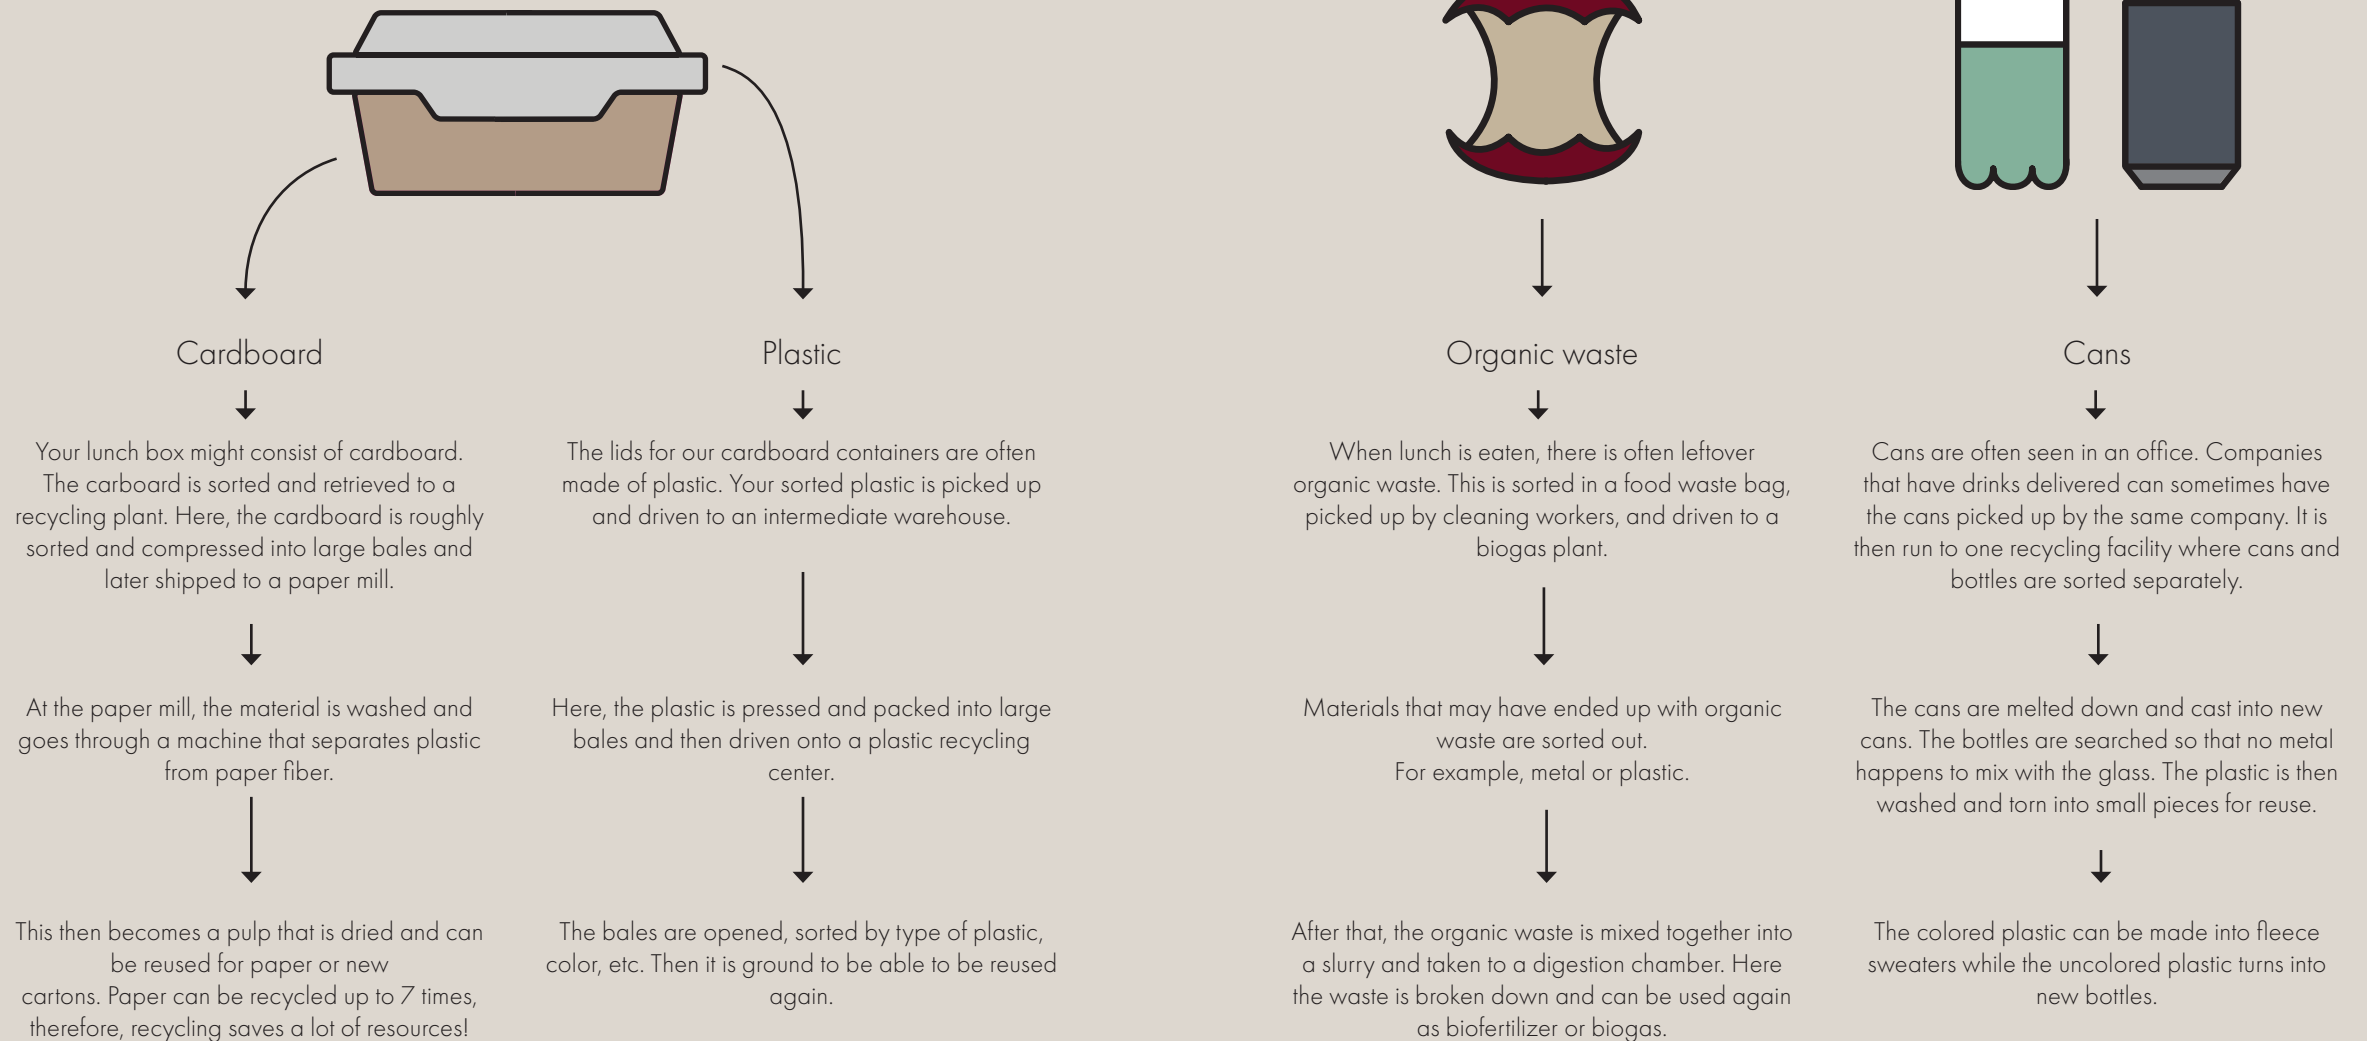 Cardboard
Your lunch box might consist of cardboard.
The carboard is sorted and retrieved to a
recycling plant. Here, the cardboard is roughly
sorted and compressed into large bales and
later shipped to a paper mill.
At the paper mill, the material is washed and
goes through a machine that separates plastic
from paper fiber.
This then becomes a pulp that is dried and can
be reused for paper or new
cartons. Paper can be recycled up to 7 times,
therefore, recycling saves a lot of resources!
Plastic
The lids for our cardboard containers are often
made of plastic. Your sorted plastic is picked up
and driven to an intermediate warehouse.
Here, the plastic is pressed and packed into large
bales and then driven onto a plastic recycling
center.
The bales are opened, sorted by type of plastic,
color, etc. Then it is ground to be able to be reused
again.
Organic waste
When lunch is eaten, there is often leftover
organic waste. This is sorted in a food waste bag,
picked up by cleaning workers, and driven to a
biogas plant.
Materials that may have ended up with organic
waste are sorted out.
For example, metal or plastic.
After that, the organic waste is mixed together into
a slurry and taken to a digestion chamber. Here
the waste is broken down and can be used again
as biofertilizer or biogas.
Cans
Cans are often seen in an office. Companies
that have drinks delivered can sometimes have
the cans picked up by the same company. It is
then run to one recycling facility where cans and
bottles are sorted separately.
The cans are melted down and cast into new
cans. The bottles are searched so that no metal
happens to mix with the glass. The plastic is then
washed and torn into small pieces for reuse.
The colored plastic can be made into fleece
sweaters while the uncolored plastic turns into
new bottles.